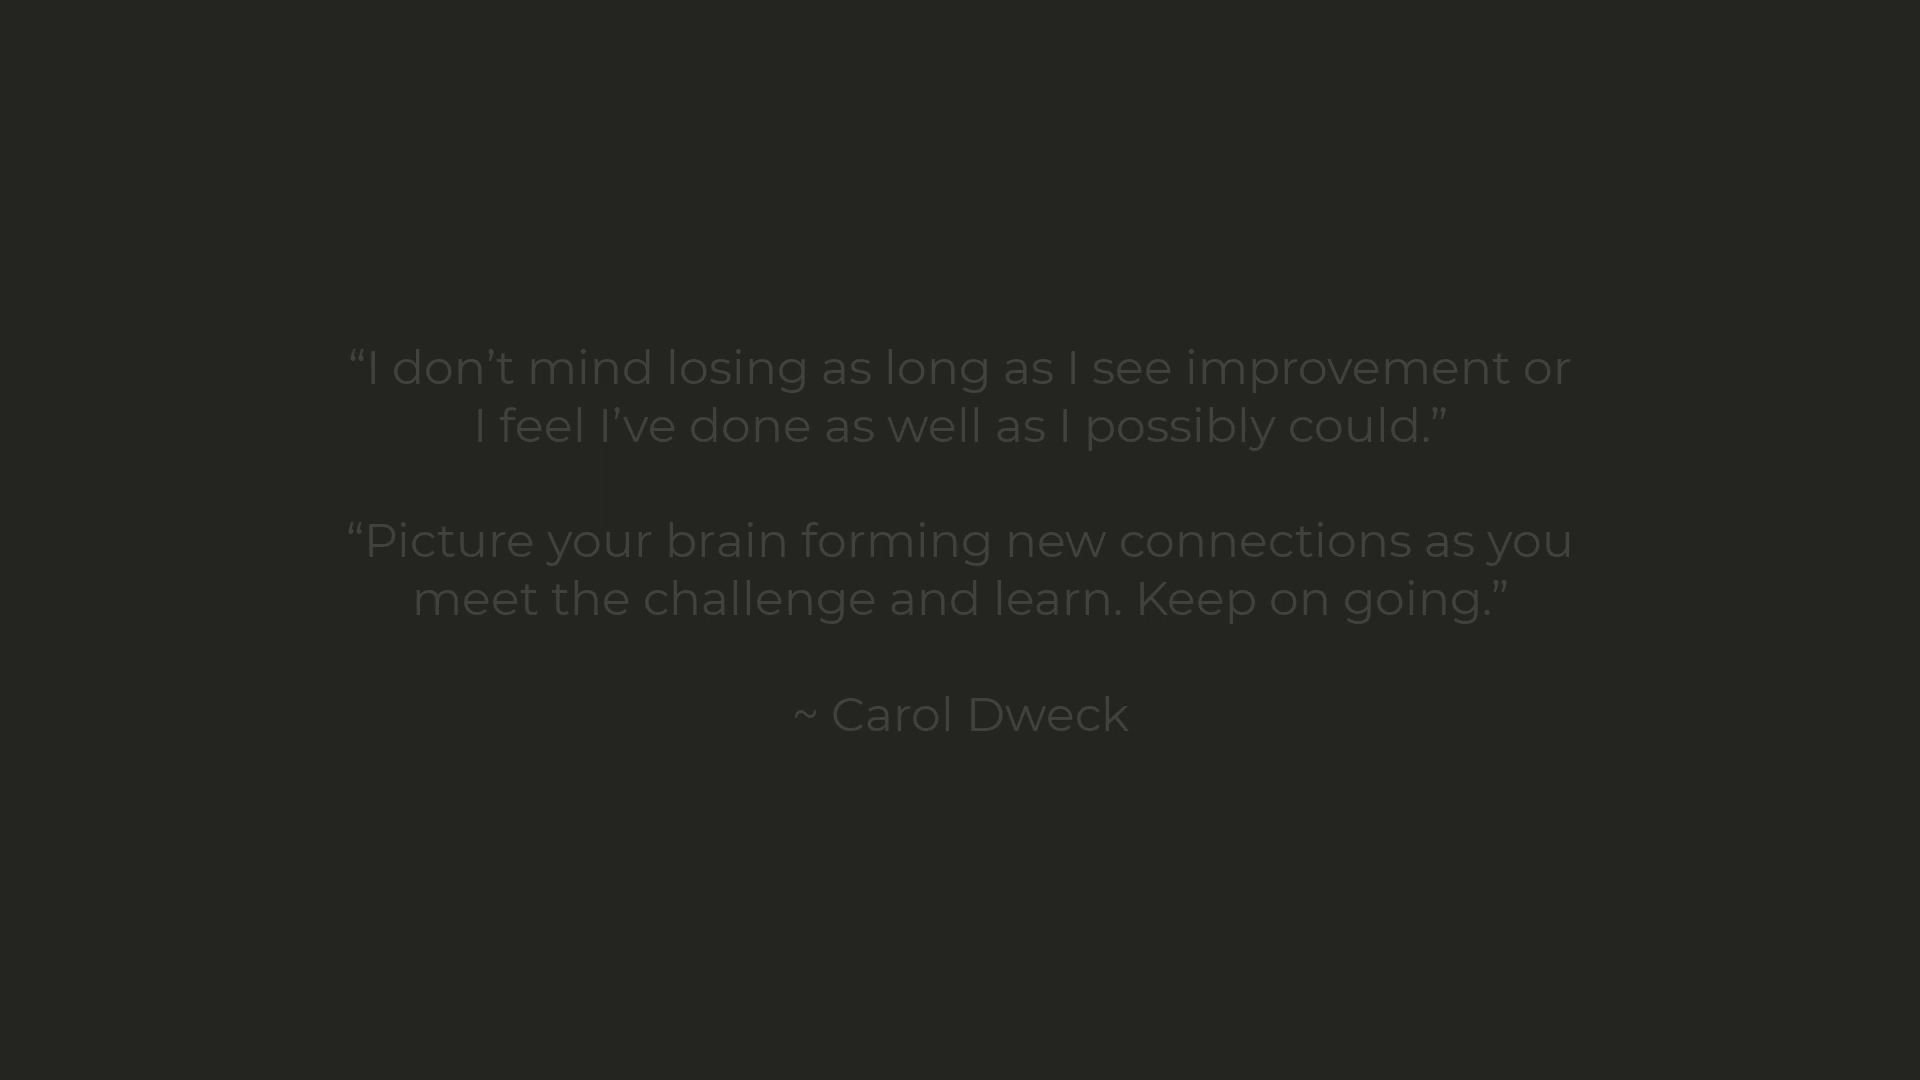 “I don’t mind losing as long as I see improvement or
I feel I’ve done as well as I possibly could.”
“Picture your brain forming new connections as you
meet the challenge and learn. Keep on going.”
~ Carol Dweck